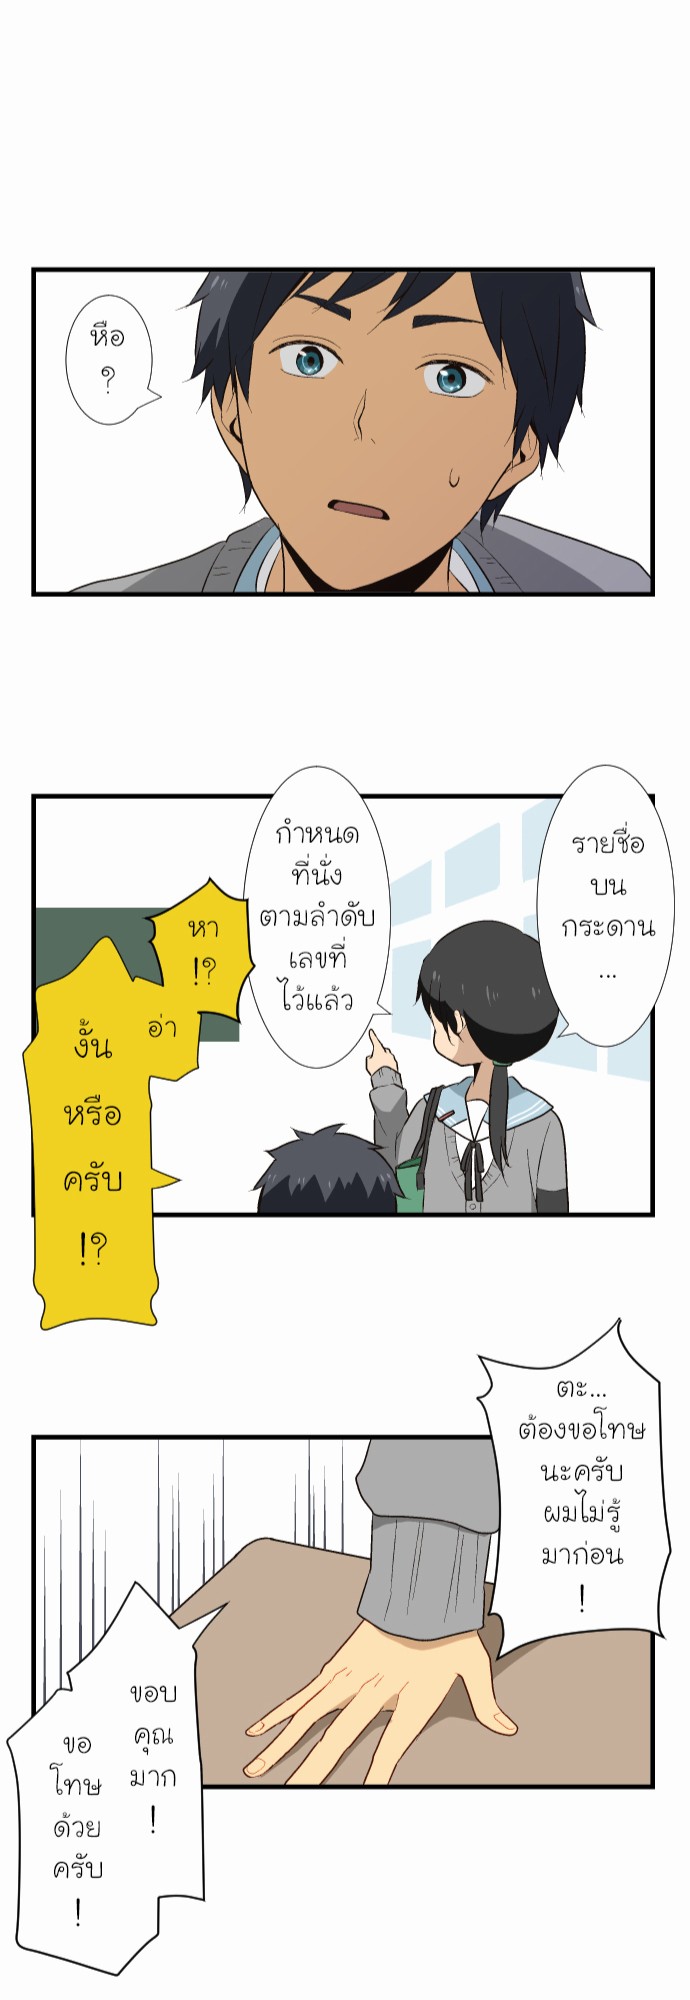 หือ
?
รายชื่อ
บน
กระดาน
...
กำหนด
ที่นั่ง
ตามลำดับ
เลขที่
ไว้แล้ว
หา
!?
อ่า
งั้น
หรือ
ครับ
!?
ตะ...
ต้องขอโทษ
นะครับ
ผมไม่รู้
มาก่อน
!
ขอบ
คุณ
มาก
!
ขอ
โทษ
ด้วย
ครับ
!